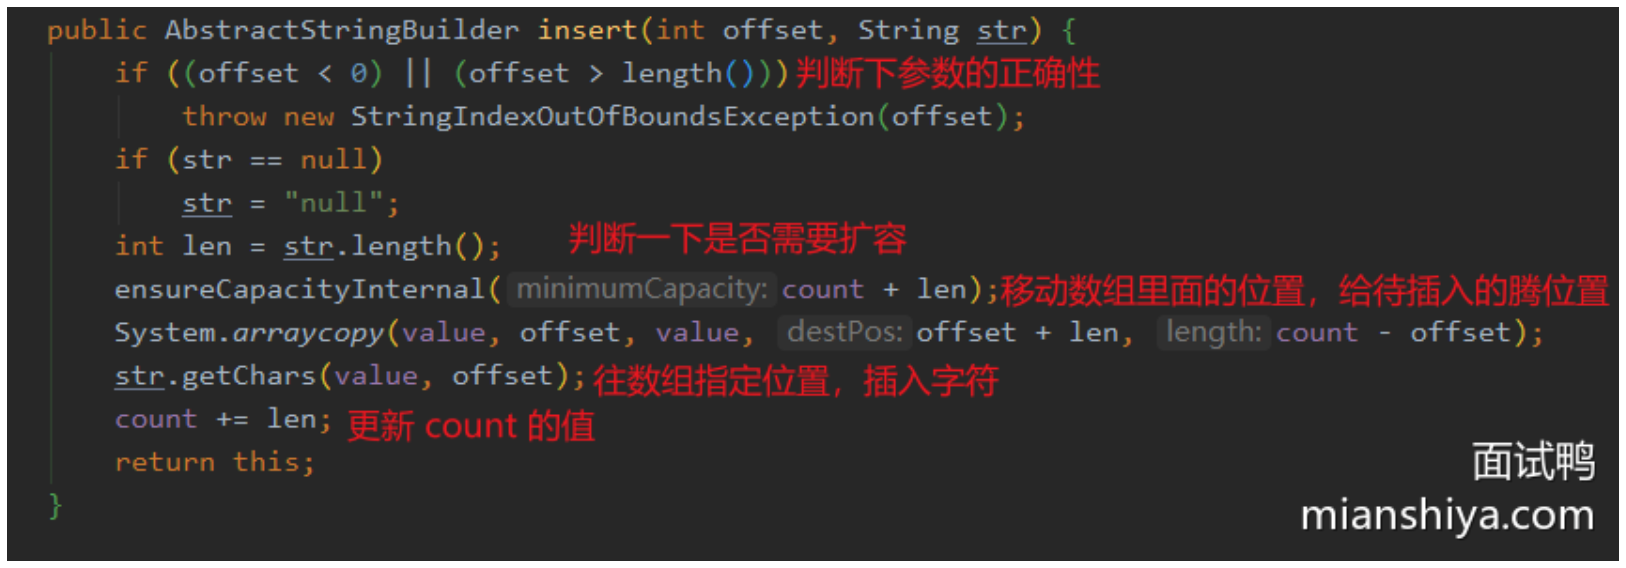 public AbstractStringBuilder insert(int offset, String str) {
if ((offset < 0) || (offset > length())) 判断下参数的正确性
throw new StringIndexOutOfBoundsException(offset);
if (str == null)
str = "null";
int len = str.length(); 判断一下是否需要扩容
ensureCapacityInternal( minimumCapacity: count + len); 移动数组里面的位置，给待插入的腾位置
System.arraycopy(value, offset, value, destPos: offset + len, length: count - offset);
str.getChars(value, offset); 往数组指定位置，插入字符
count += len; 更新 count 的值
return this;
}
面试鸭
mianshiya.com